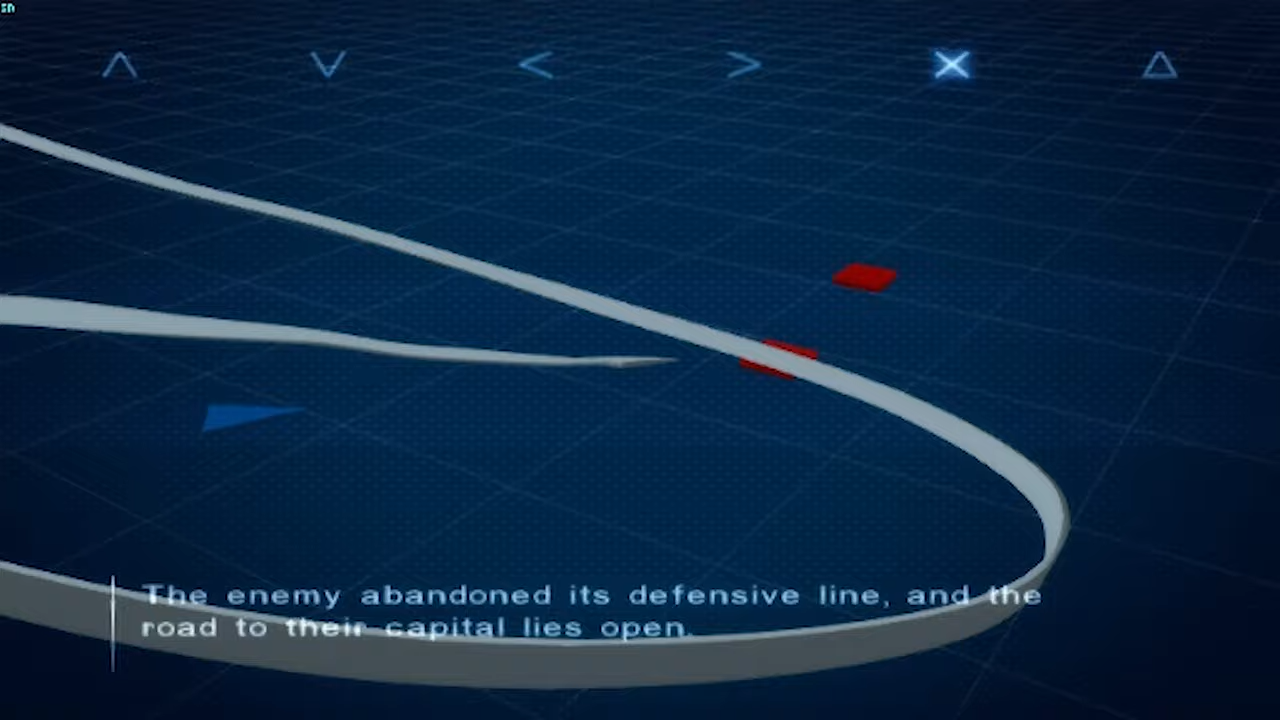 The enemy abandoned its defensive line, and the
road to their capital lies open.